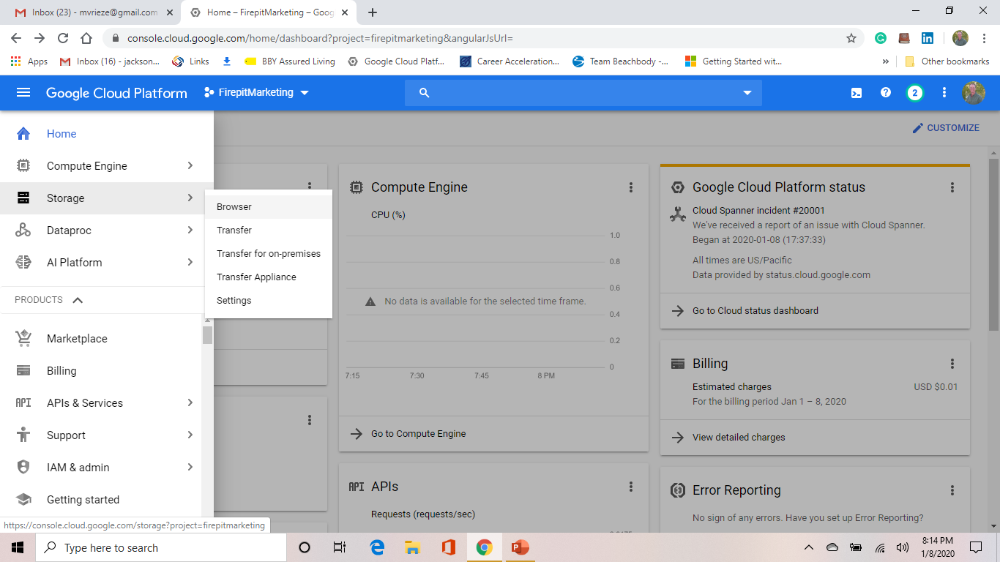 Inbox (23) - mvrieze@gmail.com
Home – FirepitMarketing – Goog
console.cloud.google.com/home/dashboard?project=firepitmarketing&angularJsUrl=
Apps
Inbox (16) - jackson...
Links
BBY Assured Living
Google Cloud Platf...
Career Acceleration...
Team Beachbody -...
Getting Started wit...
Other bookmarks
Google Cloud Platform
FirepitMarketing
2
CUSTOMIZE
Home
Compute Engine
Storage
Dataproc
AI Platform
PRODUCTS
Marketplace
Billing
API APIs & Services
Support
IAM & admin
Getting started
Browser
Transfer
Transfer for on-premises
Transfer Appliance
Settings
Compute Engine
CPU (%)
1.0
0.8
0.6
No data is available for the selected time frame.
0.4
0.2
0
7:15 7:30 7:45 8 PM
Go to Compute Engine
API APIs
Requests (requests/sec)
Google Cloud Platform status
Cloud Spanner incident #20001
We've received a report of an issue with Cloud Spanner.
Began at 2020-01-08 (17:37:33)
All times are US/Pacific
Data provided by status.cloud.google.com
Go to Cloud status dashboard
Billing
Estimated charges USD $0.01
For the billing period Jan 1 – 8, 2020
View detailed charges
Error Reporting
No sign of any errors. Have you set up Error Reporting?
https://console.cloud.google.com/storage?project=firepitmarketing
Type here to search
8:14 PM
1/8/2020